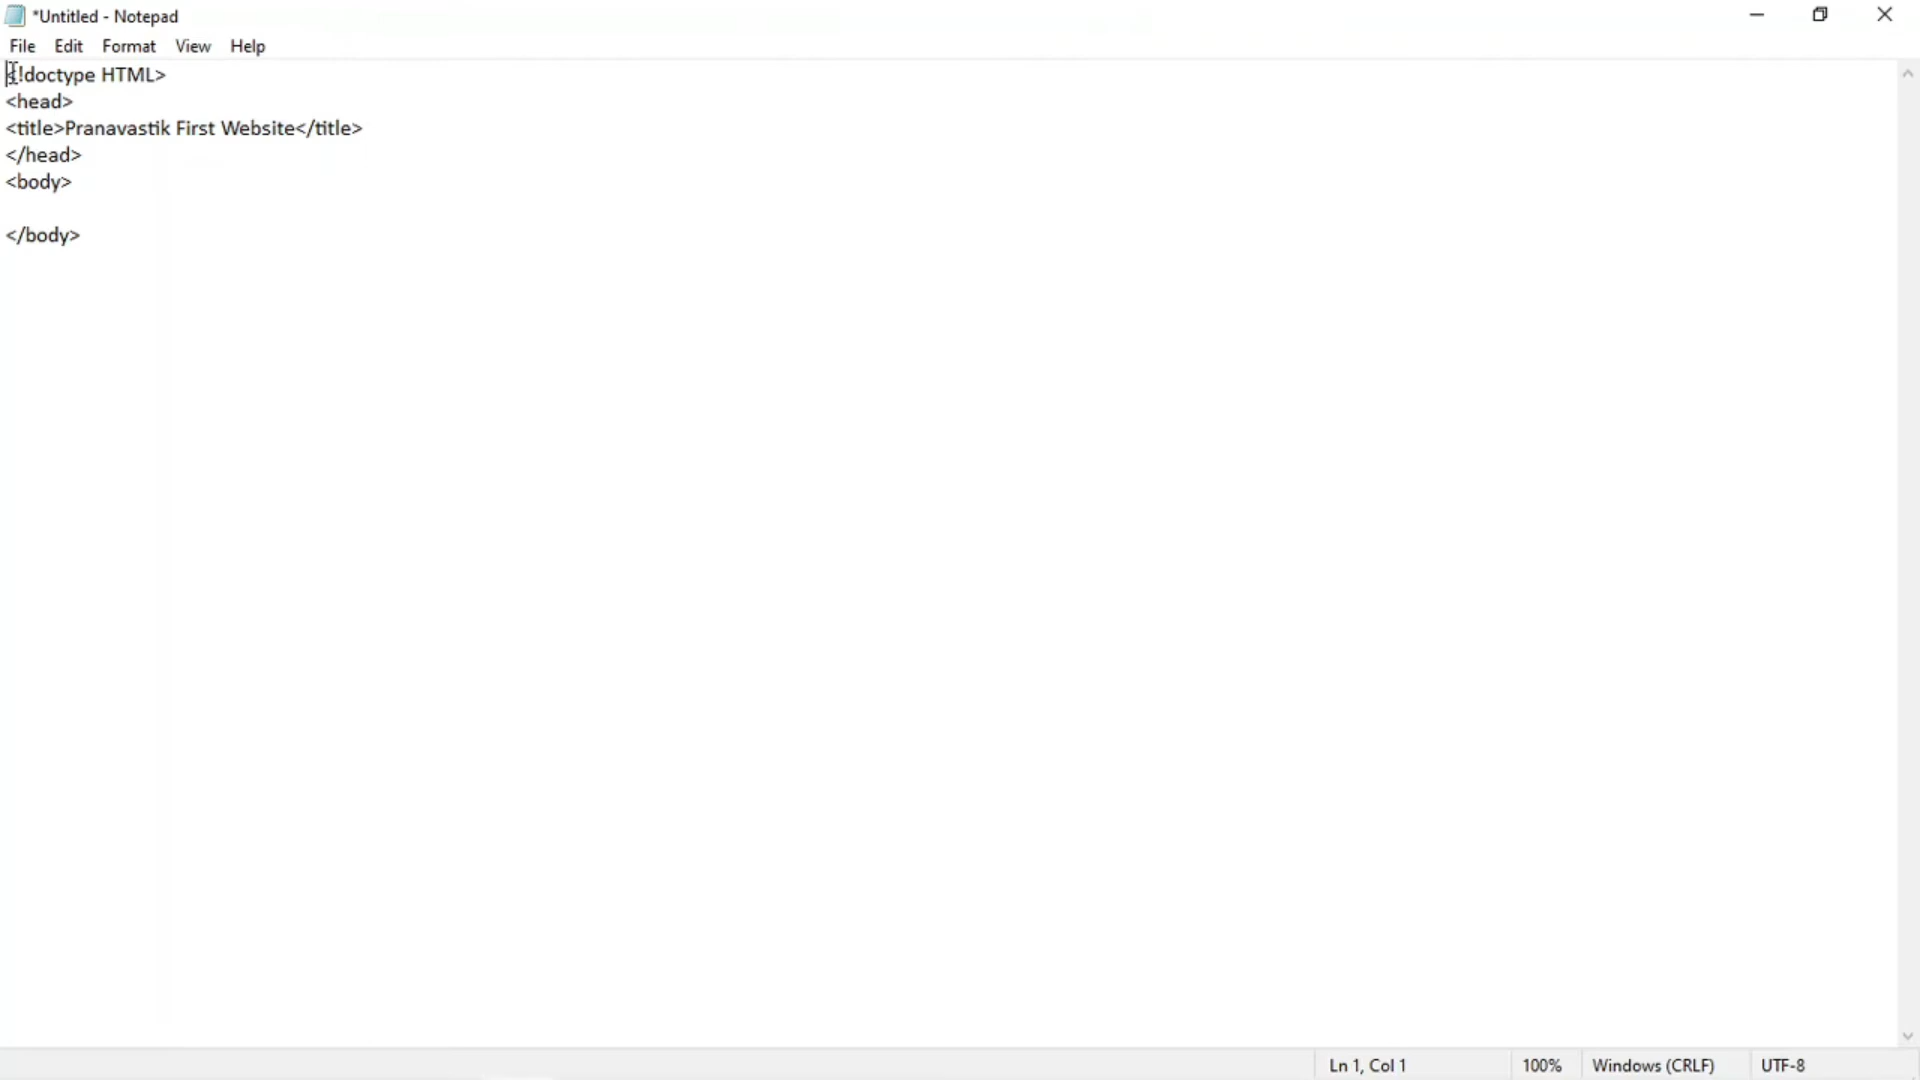 *Untitled - Notepad
File Edit Format View Help
<!doctype HTML>
<head>
<title>Pranavastik First Website</title>
</head>
<body>
</body>
Ln 1, Col 1 100% Windows (CRLF) UTF-8